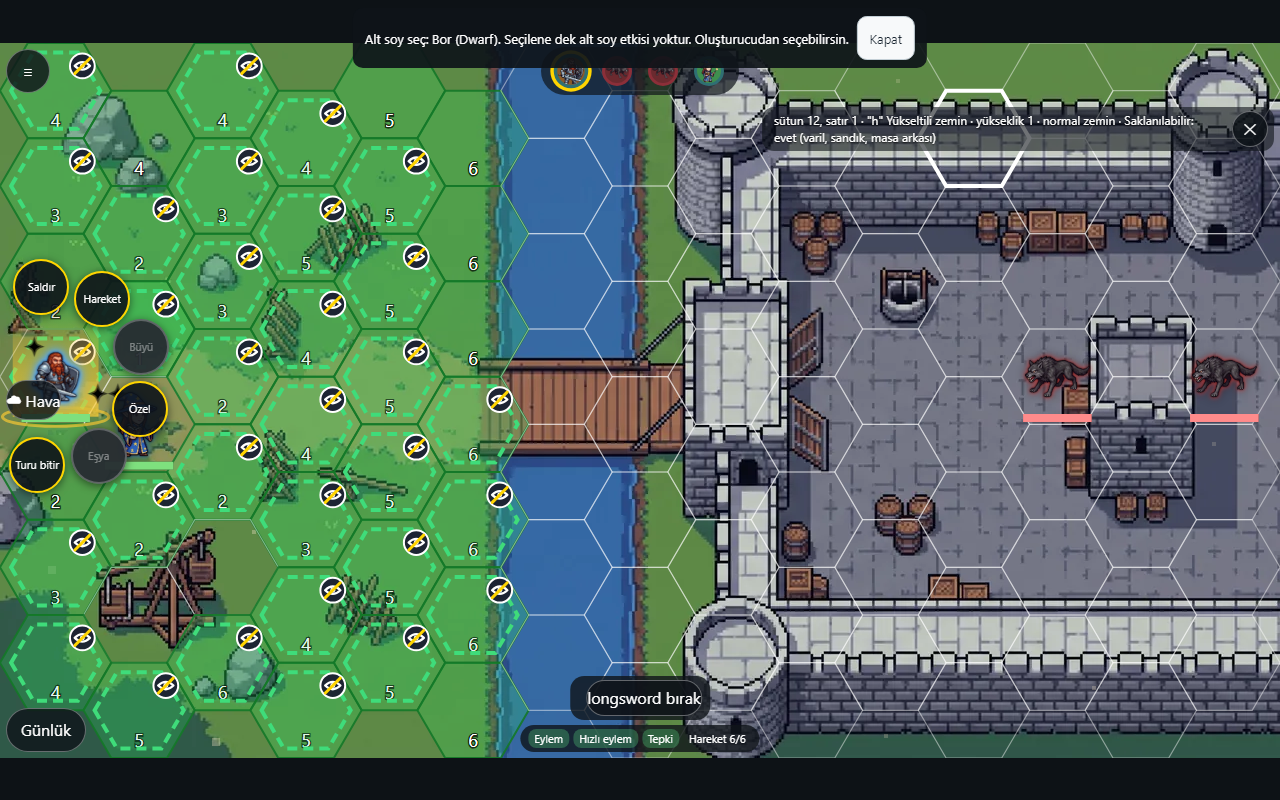 Alt soy seç: Bor (Dwarf). Seçilene dek alt soy etkisi yoktur. Oluşturucudan seçebilirsin.
Kapat
sütun 12, satır 1 · "h" Yükseltili zemin · yükseklik 1 · normal zemin · Saklanılabilir:
evet (varil, sandık, masa arkası)
4 4 5
4 4 6
3 3 5
2 5 6
2 3 5
4 6
Saldır
Hareket
Büyü
Hava
Özel
Eşya
Turu bitir
2 5
4 6
2 2 5
2 3 6
3 5
4 6
4 6 5
5 5 6
Günlük
longsword bırak
Eylem
Hızlı eylem
Tepki
Hareket 6/6